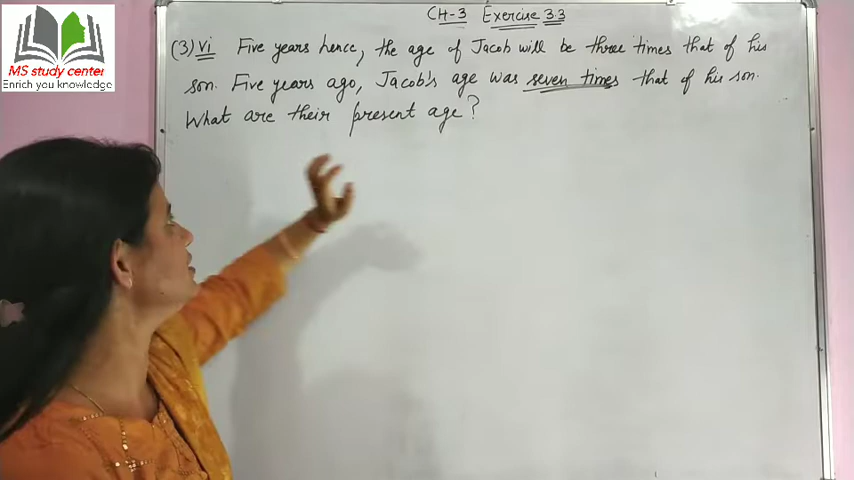 MS study center
Enrich you knowledge
CH-3 Exercise 3.3
(3) vi Five years hence, the age of Jacob will be three times that of his
son. Five years ago, Jacob's age was seven times that of his son.
What are their present age?